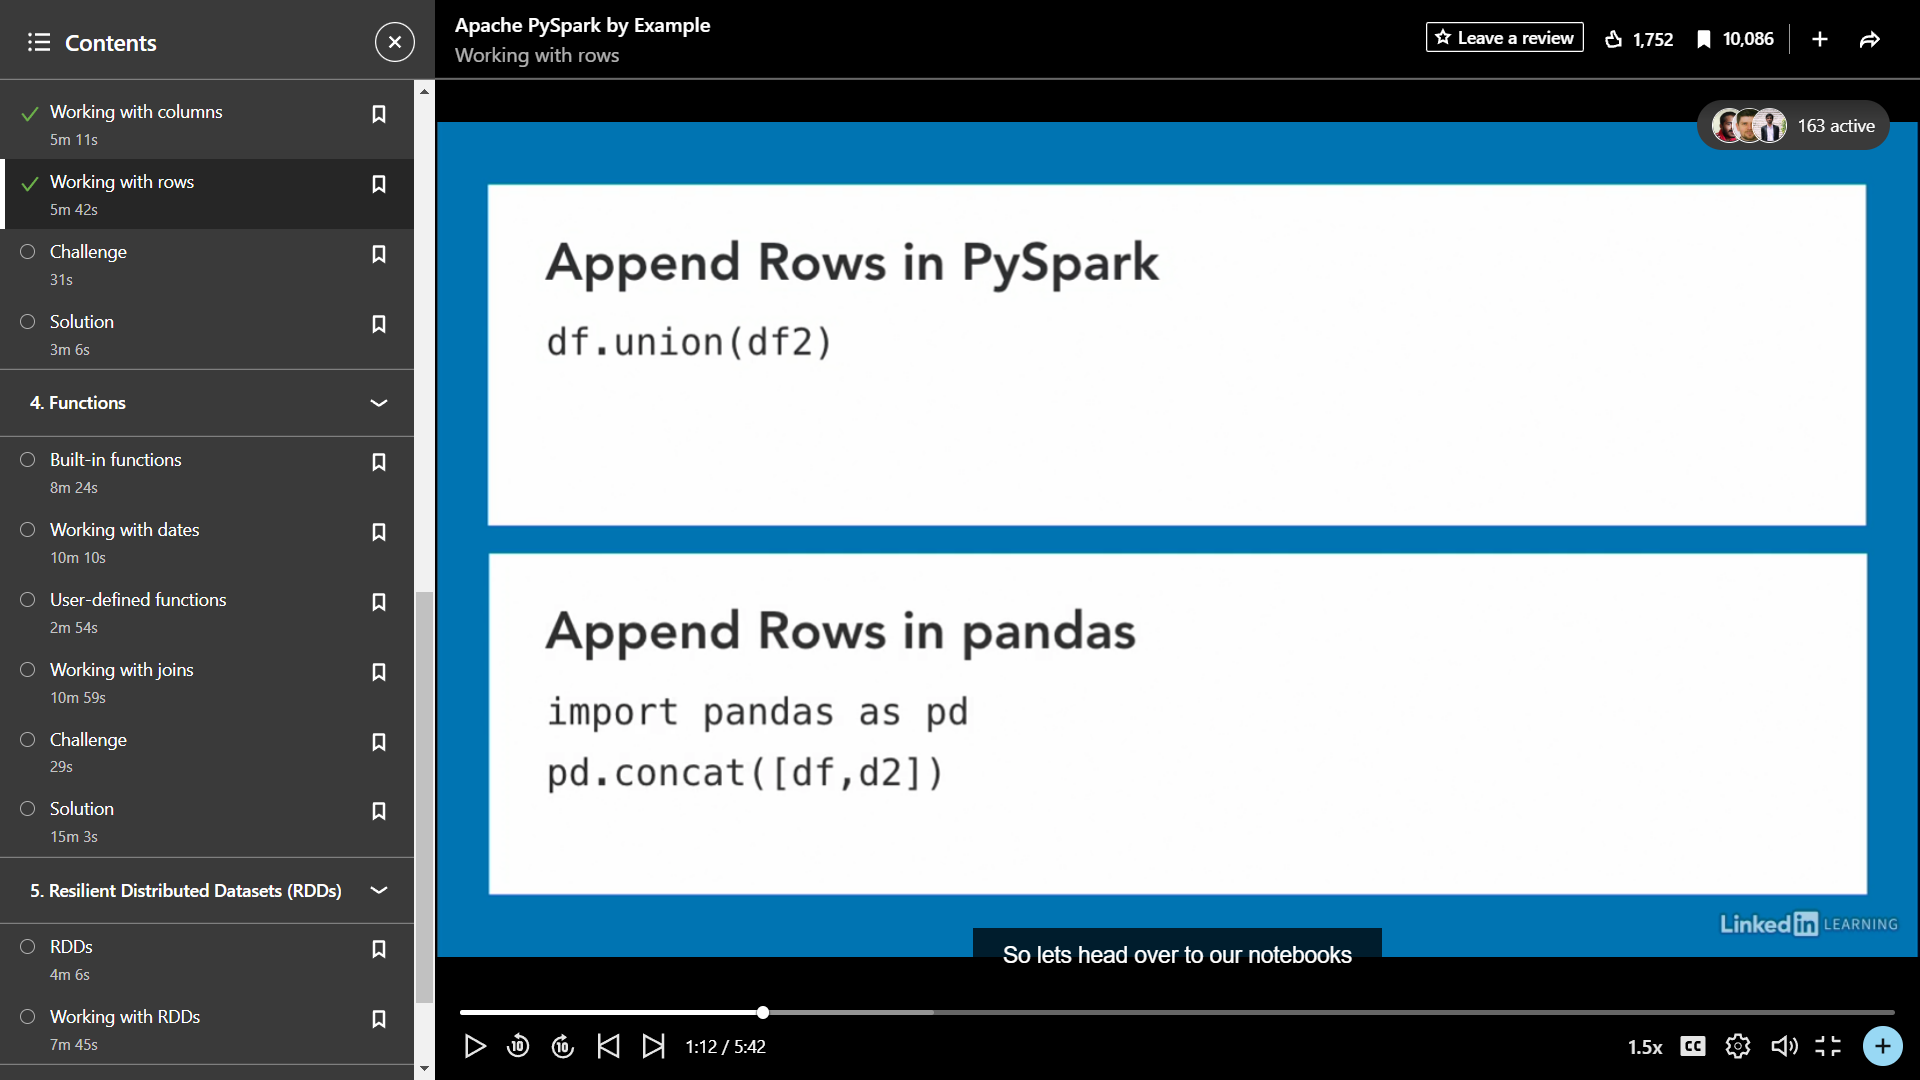 Contents
Working with columns
5m 11s
Working with rows
5m 42s
Challenge
31s
Solution
3m 6s
4. Functions
Built-in functions
8m 24s
Working with dates
10m 10s
User-defined functions
2m 54s
Working with joins
10m 59s
Challenge
29s
Solution
15m 3s
5. Resilient Distributed Datasets (RDDs)
RDDs
4m 6s
Working with RDDs
7m 45s
Apache PySpark by Example
Working with rows
Leave a review
1,752
10,086
163 active
Append Rows in PySpark
df.union(df2)
Append Rows in pandas
import pandas as pd
pd.concat([df,d2])
Linked in LEARNING
So lets head over to our notebooks
10
10
1:12 / 5:42
1.5x
CC